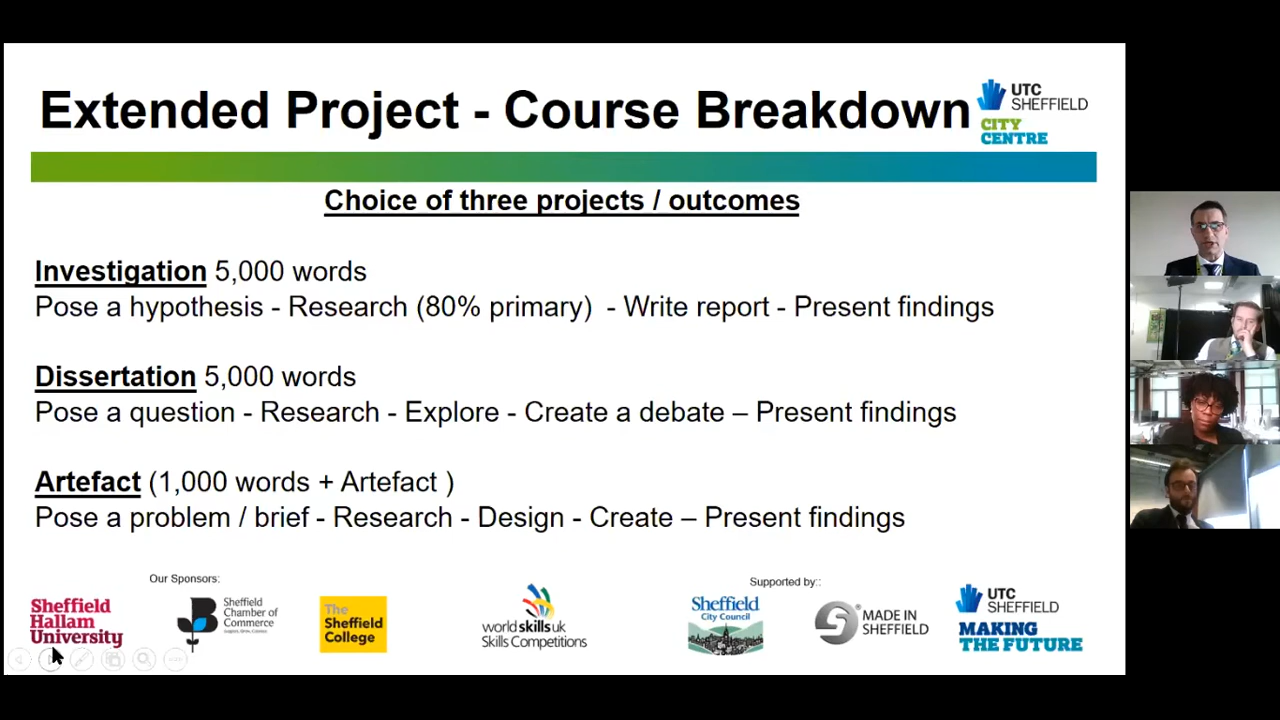 Extended Project - Course Breakdown
UTC
SHEFFIELD
CITY
CENTRE
Choice of three projects / outcomes
Investigation 5,000 words
Pose a hypothesis - Research (80% primary)  - Write report - Present findings
Dissertation 5,000 words
Pose a question - Research - Explore - Create a debate – Present findings
Artefact (1,000 words + Artefact )
Pose a problem / brief - Research - Design - Create – Present findings
Our Sponsors:
Supported by::
Sheffield
Hallam
University
Sheffield
Chamber of
Commerce
The
Sheffield
College
worldskills uk
Skills Competitions
Sheffield
City Council
MADE IN
SHEFFIELD
UTC
SHEFFIELD
MAKING
THE FUTURE